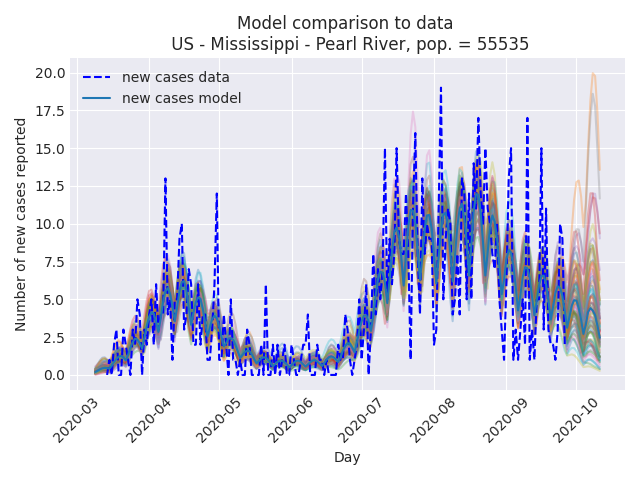 Model comparison to data
US - Mississippi - Pearl River, pop. = 55535
new cases data
new cases model
Number of new cases reported
20.0
17.5
15.0
12.5
10.0
7.5
5.0
2.5
0.0
2020-03
2020-04
2020-05
2020-06
2020-07
2020-08
2020-09
2020-10
Day